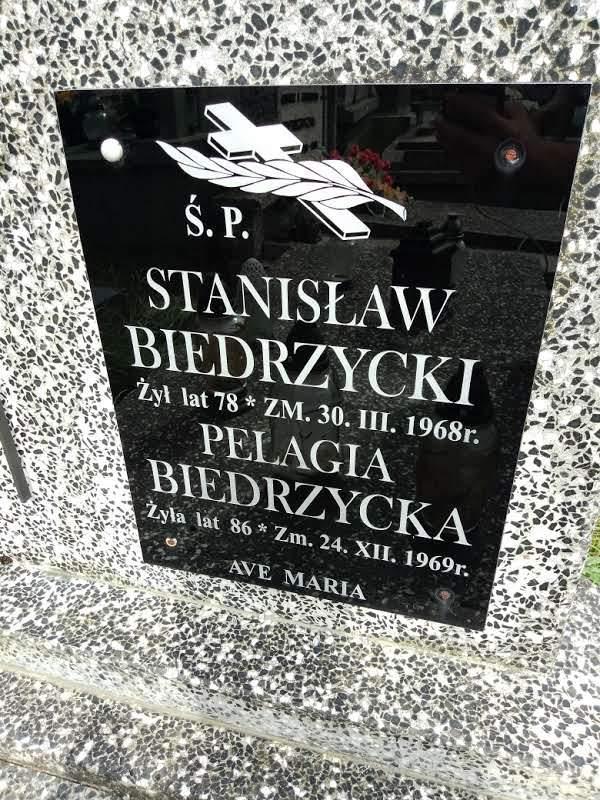 Ś. P.
STANISŁAW
BIEDRZYCKI
Żył lat 78 * ZM. 30. III. 1968r.
PELAGIA
BIEDRZYCKA
Żyła lat 86 * Zm. 24. XII. 1969r.
AVE MARIA